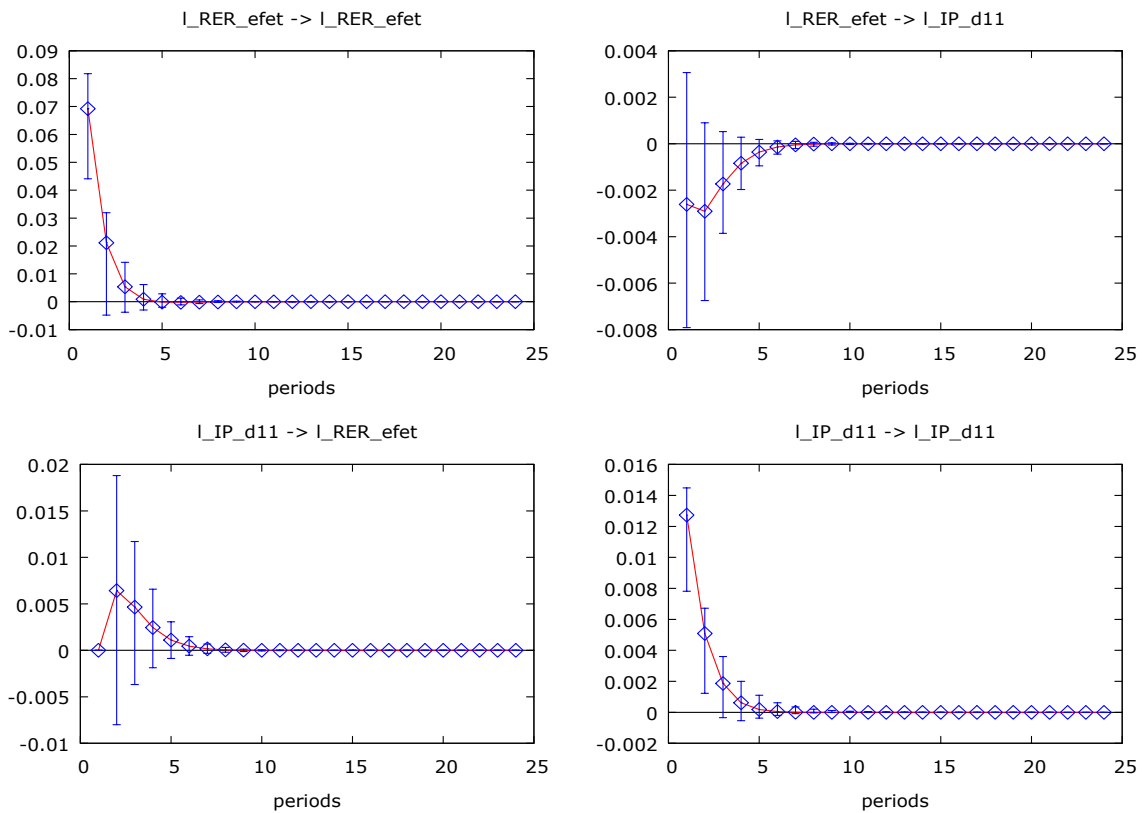 l_RER_efet -> l_RER_efet
0.09
0.08
0.07
0.06
0.05
0.04
0.03
0.02
0.01
0
-0.01
0 5 10 15 20 25
periods
l_RER_efet -> l_IP_d11
0.004
0.002
0
-0.002
-0.004
-0.006
-0.008
0 5 10 15 20 25
periods
l_IP_d11 -> l_RER_efet
0.02
0.015
0.01
0.005
0
-0.005
-0.01
0 5 10 15 20 25
periods
l_IP_d11 -> l_IP_d11
0.016
0.014
0.012
0.01
0.008
0.006
0.004
0.002
0
-0.002
0 5 10 15 20 25
periods